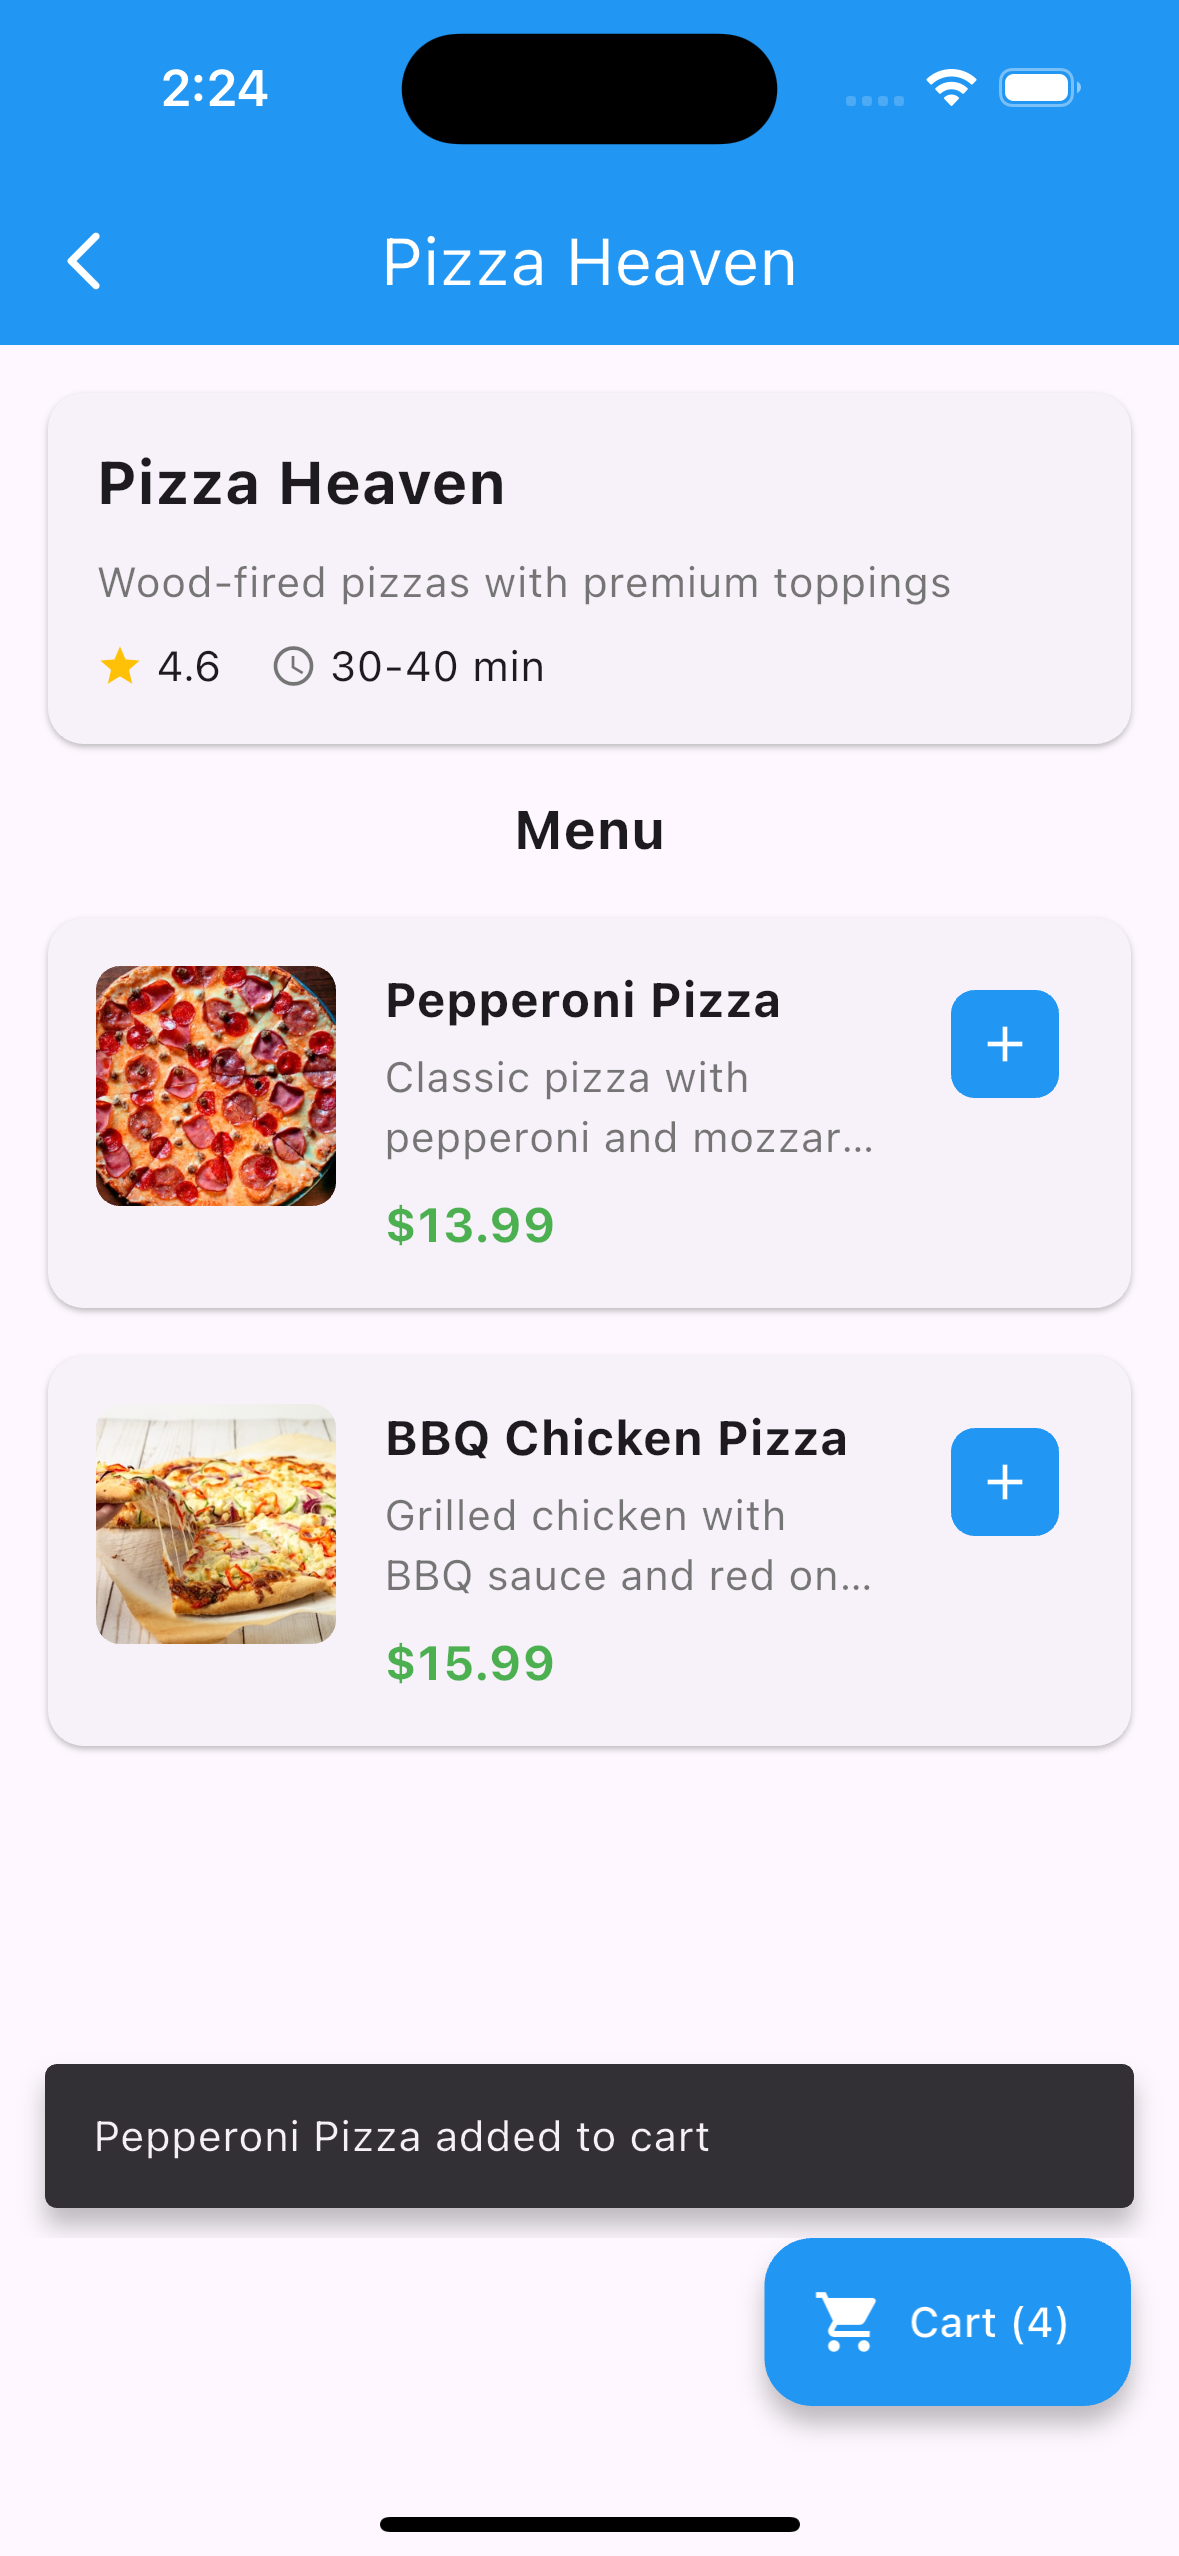 2:24
Pizza Heaven
Pizza Heaven
Wood-fired pizzas with premium toppings
4.6 30-40 min
Menu
Pepperoni Pizza
Classic pizza with
pepperoni and mozzar...
$13.99
BBQ Chicken Pizza
Grilled chicken with
BBQ sauce and red on...
$15.99
Pepperoni Pizza added to cart
Cart (4)